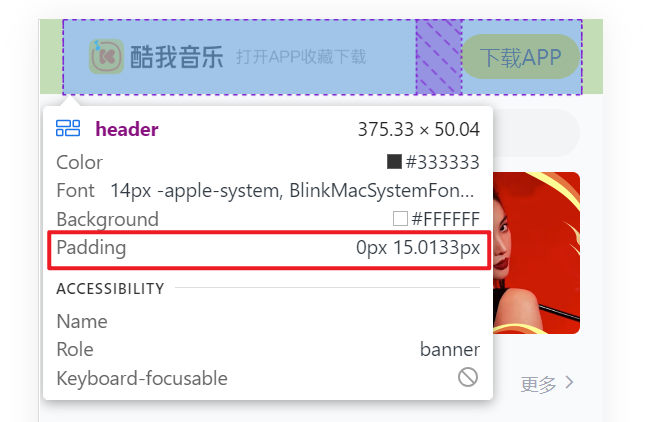 酷我音乐 打开APP收藏下载 下载APP
header 375.33 × 50.04
Color #333333
Font 14px -apple-system, BlinkMacSystemFon...
Background #FFFFFF
Padding 0px 15.0133px
ACCESSIBILITY
Name
Role banner
Keyboard-focusable
更多